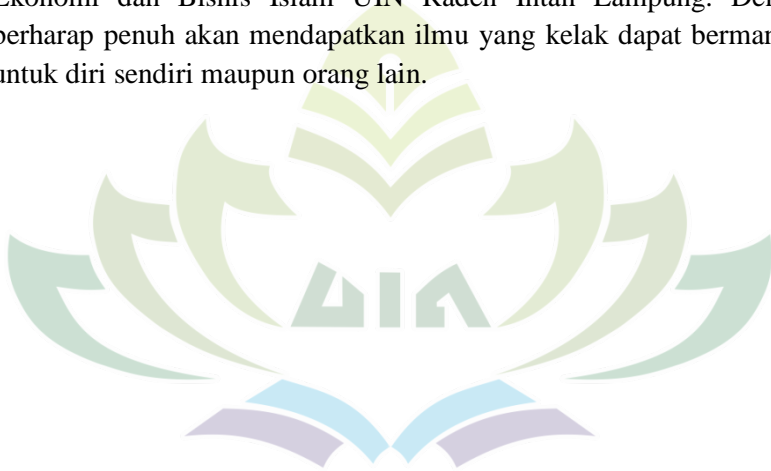 Ekonomi dan Bisnis Islam UIN Raden Intan Lampung.
berharap penuh akan mendapatkan ilmu yang kelak dapat
untuk diri sendiri maupun orang lain.
UIN